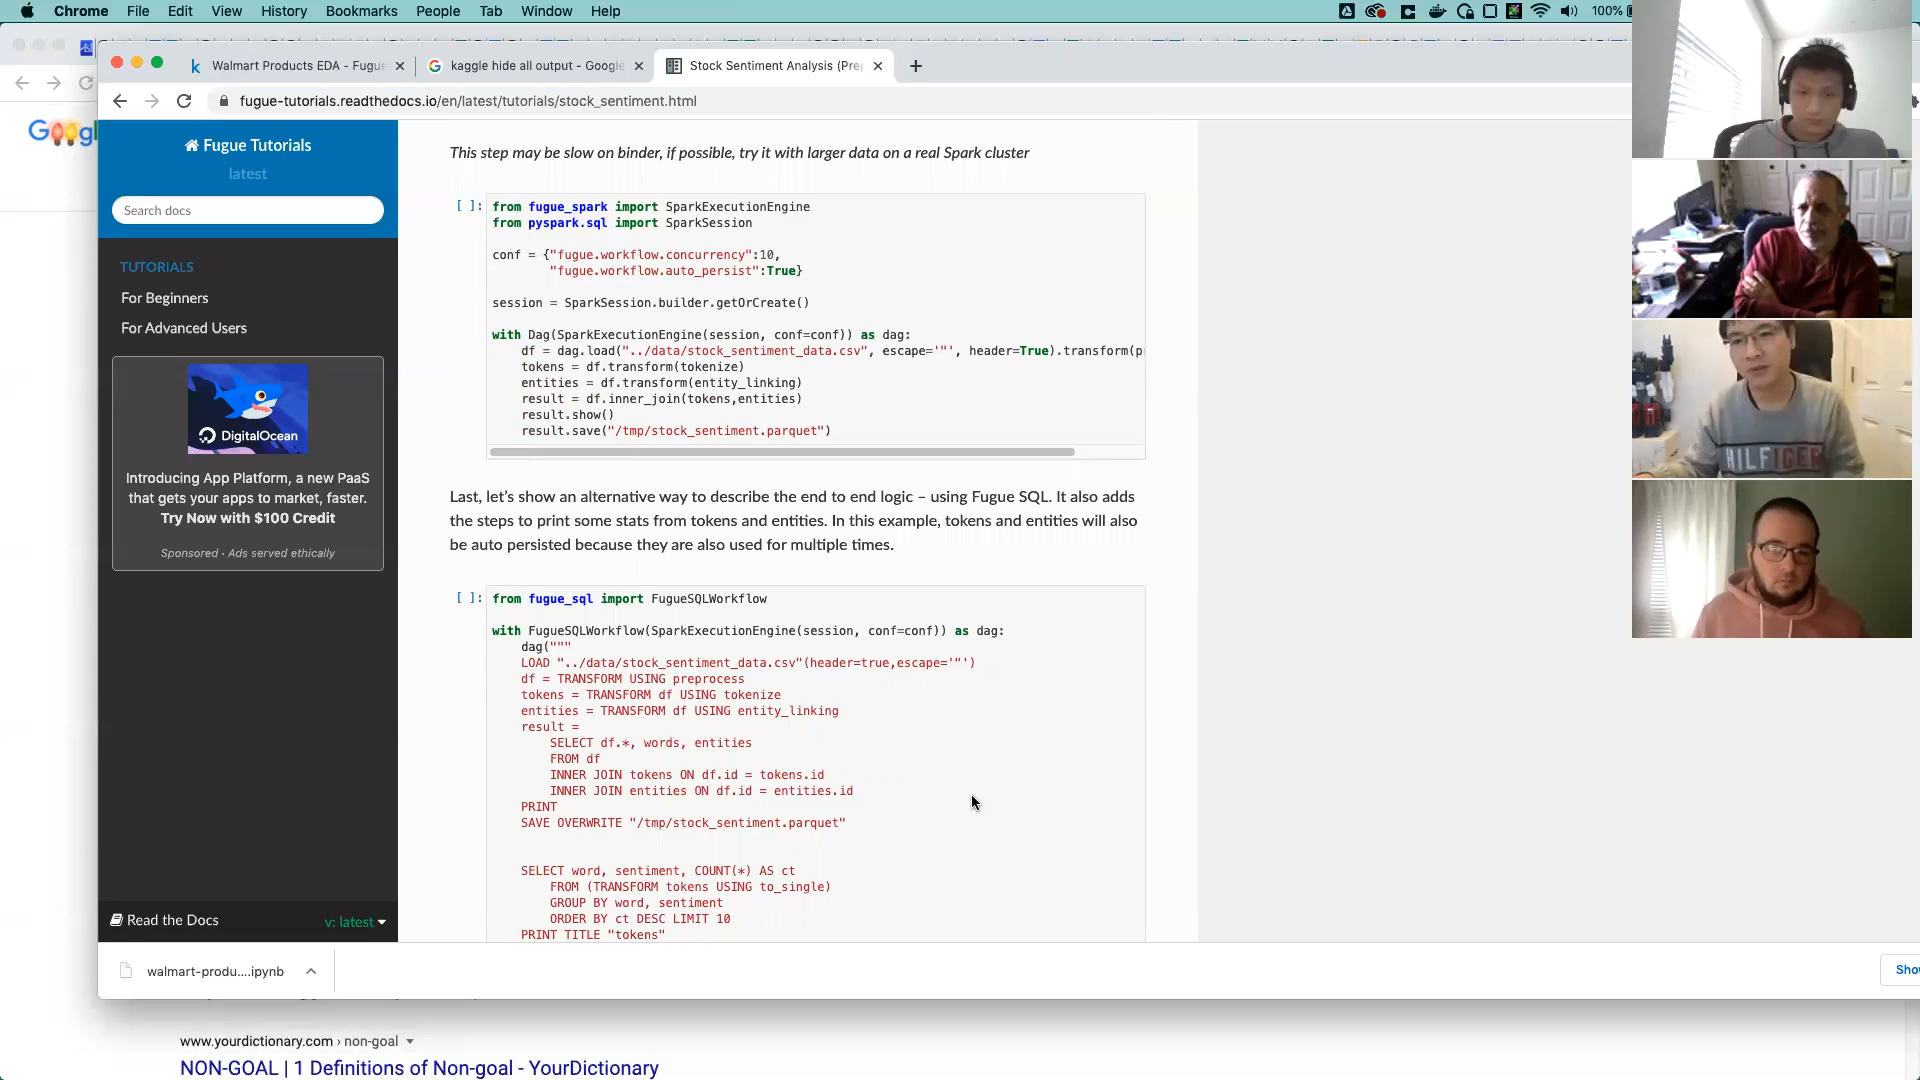 Chrome File Edit View History Bookmarks People Tab Window Help 100%
Walmart Products EDA - Fugue
kaggle hide all output - Google
Stock Sentiment Analysis (Prep
fugue-tutorials.readthedocs.io/en/latest/tutorials/stock_sentiment.html
Googl
Fugue Tutorials
latest
Search docs
TUTORIALS
For Beginners
For Advanced Users
DigitalOcean
Introducing App Platform, a new PaaS
that gets your apps to market, faster.
Try Now with $100 Credit
Sponsored · Ads served ethically
Read the Docs
v: latest
This step may be slow on binder, if possible, try it with larger data on a real Spark cluster
[ ]: from fugue_spark import SparkExecutionEngine
from pyspark.sql import SparkSession
conf = {"fugue.workflow.concurrency":10,
"fugue.workflow.auto_persist":True}
session = SparkSession.builder.getOrCreate()
with Dag(SparkExecutionEngine(session, conf=conf)) as dag:
df = dag.load("../data/stock_sentiment_data.csv", escape='"', header=True).transform(p
tokens = df.transform(tokenize)
entities = df.transform(entity_linking)
result = df.inner_join(tokens,entities)
result.show()
result.save("/tmp/stock_sentiment.parquet")
Last, let's show an alternative way to describe the end to end logic – using Fugue SQL. It also adds
the steps to print some stats from tokens and entities. In this example, tokens and entities will also
be auto persisted because they are also used for multiple times.
[ ]: from fugue_sql import FugueSQLWorkflow
with FugueSQLWorkflow(SparkExecutionEngine(session, conf=conf)) as dag:
dag("""
LOAD "../data/stock_sentiment_data.csv"(header=true,escape='"')
df = TRANSFORM USING preprocess
tokens = TRANSFORM df USING tokenize
entities = TRANSFORM df USING entity_linking
result =
SELECT df.*, words, entities
FROM df
INNER JOIN tokens ON df.id = tokens.id
INNER JOIN entities ON df.id = entities.id
PRINT
SAVE OVERWRITE "/tmp/stock_sentiment.parquet"
SELECT word, sentiment, COUNT(*) AS ct
FROM (TRANSFORM tokens USING to_single)
GROUP BY word, sentiment
ORDER BY ct DESC LIMIT 10
PRINT TITLE "tokens"
HILFIGER
walmart-produ....ipynb
Show
www.yourdictionary.com › non-goal
NON-GOAL | 1 Definitions of Non-goal - YourDictionary